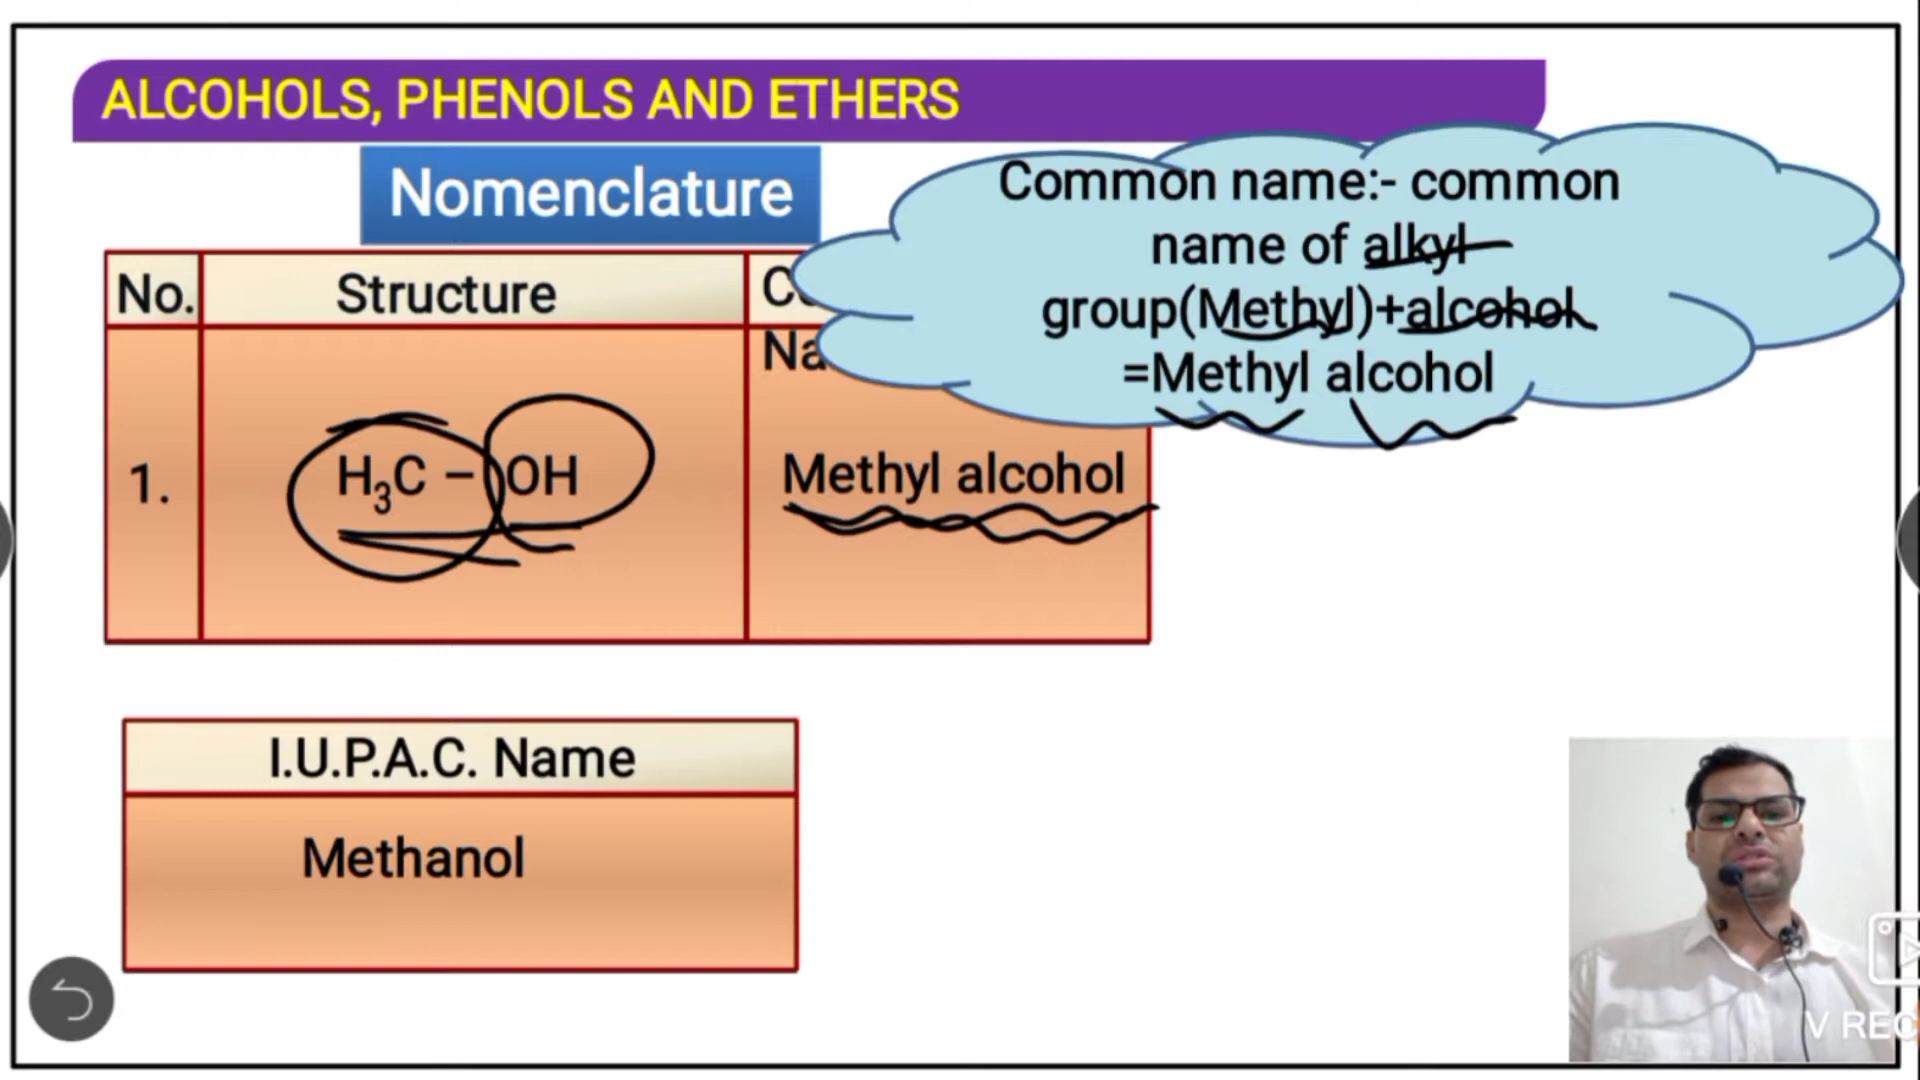 ALCOHOLS, PHENOLS AND ETHERS
Nomenclature
Common name:- common
name of alkyl
group(Methyl)+alcohol
=Methyl alcohol
No.
Structure
1.
H₃C – OH
Methyl alcohol
I.U.P.A.C. Name
Methanol
V REC